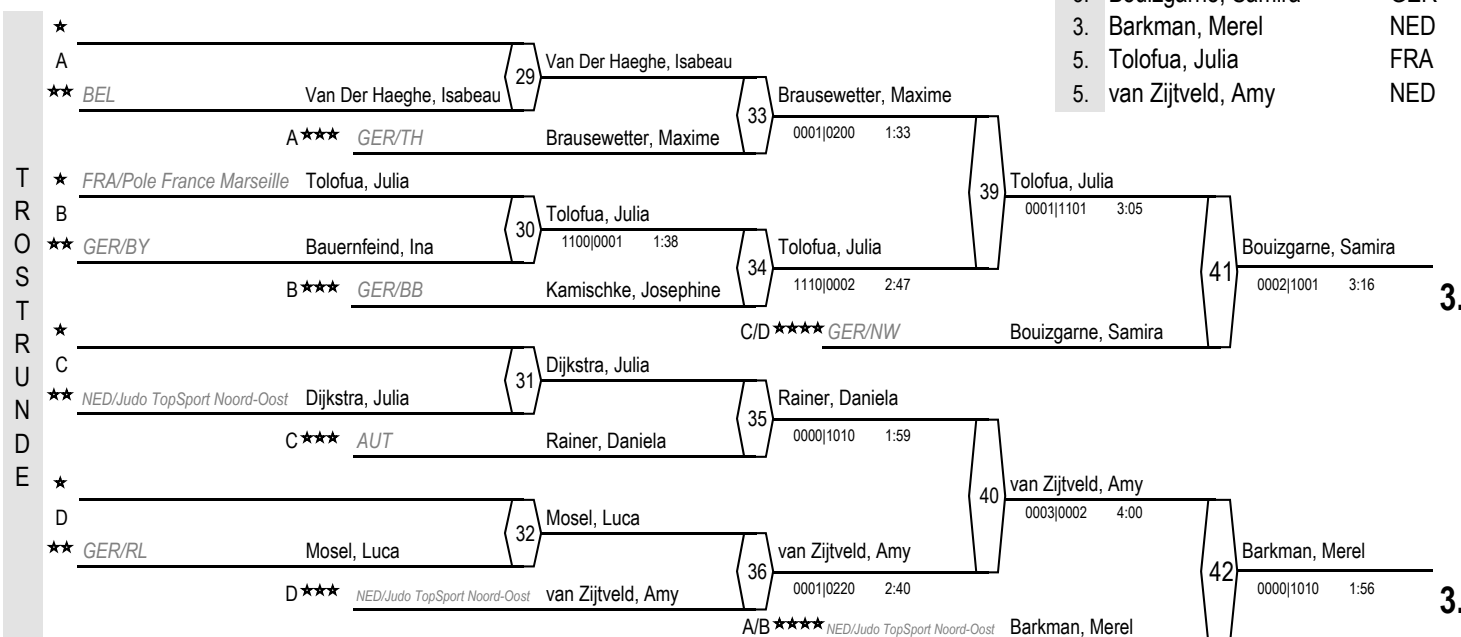 3. Bouizgarne, Samira GER
3. Barkman, Merel NED
5. Tolofua, Julia FRA
5. van Zijtveld, Amy NED
TROSTRUNDE
★
A
★★ BEL Van Der Haeghe, Isabeau
29
Van Der Haeghe, Isabeau
A ★★★ GER/TH Brausewetter, Maxime
33
Brausewetter, Maxime
0001|0200 1:33
★ FRA/Pole France Marseille Tolofua, Julia
B
★★ GER/BY Bauernfeind, Ina
30
Tolofua, Julia
1100|0001 1:38
B ★★★ GER/BB Kamischke, Josephine
34
Tolofua, Julia
1110|0002 2:47
39
Tolofua, Julia
0001|1101 3:05
C/D ★★★★ GER/NW Bouizgarne, Samira
41
Bouizgarne, Samira
0002|1001 3:16
3.
★
C
★★ NED/Judo TopSport Noord-Oost Dijkstra, Julia
31
Dijkstra, Julia
C ★★★ AUT Rainer, Daniela
35
Rainer, Daniela
0000|1010 1:59
★
D
★★ GER/RL Mosel, Luca
32
Mosel, Luca
D ★★★ NED/Judo TopSport Noord-Oost van Zijtveld, Amy
36
van Zijtveld, Amy
0001|0220 2:40
40
van Zijtveld, Amy
0003|0002 4:00
A/B ★★★★ NED/Judo TopSport Noord-Oost Barkman, Merel
42
Barkman, Merel
0000|1010 1:56
3.